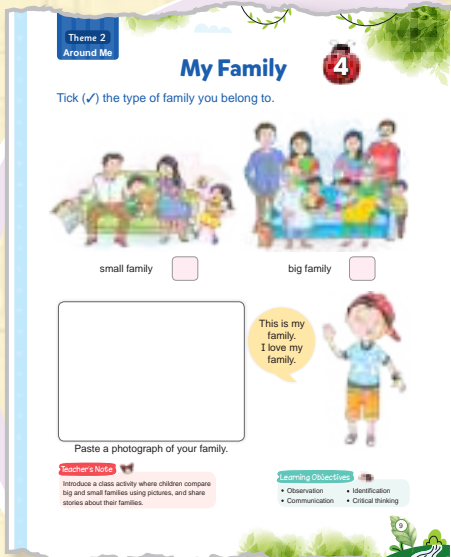 Theme 2
Around Me
My Family
4
Tick (✓) the type of family you belong to.
small family
big family
This is my
family.
I love my
family.
Paste a photograph of your family.
Teacher's Note
Introduce a class activity where children compare
big and small families using pictures, and share
stories about their families.
Learning Objectives
• Observation • Identification
• Communication • Critical thinking
9